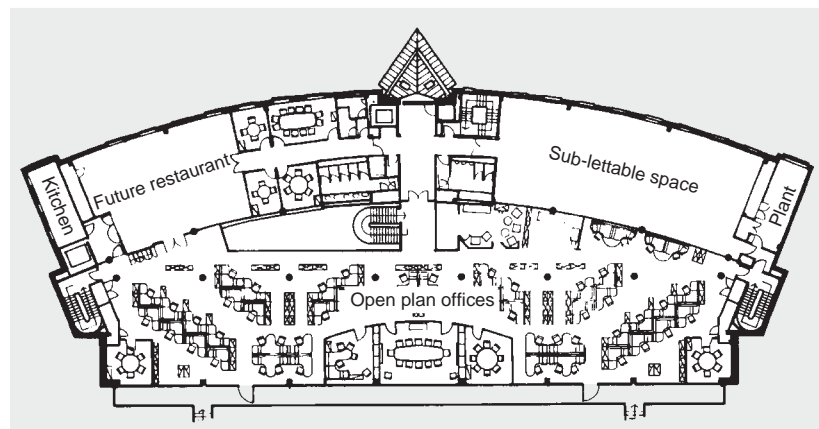 Kitchen
Future restaurant
Sub-lettable space
Plant
Open plan offices